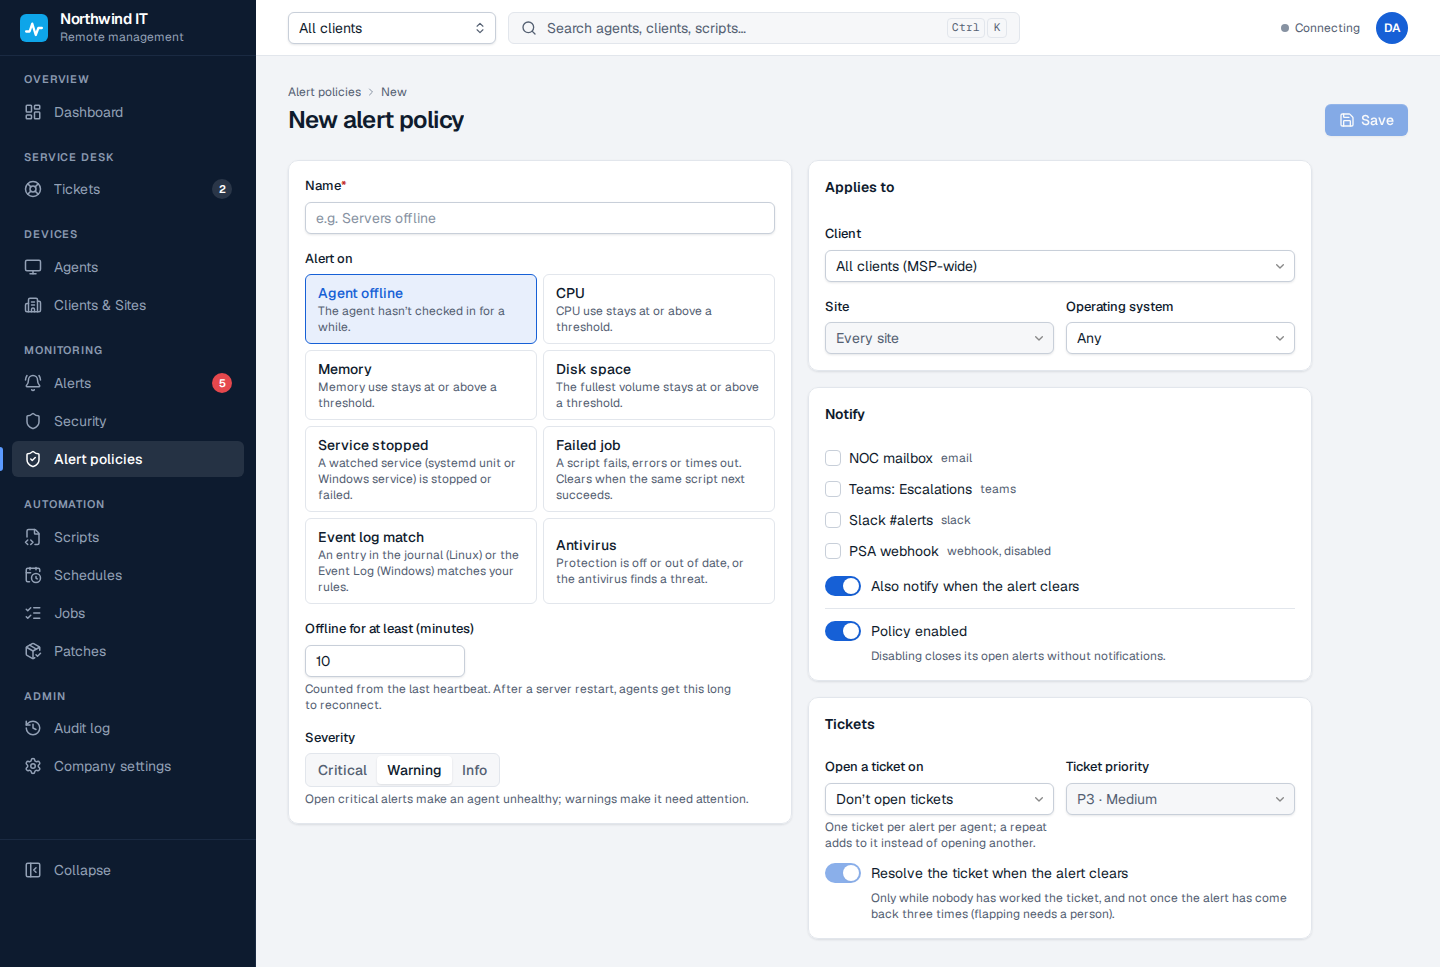 Northwind IT
Remote management
OVERVIEW
Dashboard
SERVICE DESK
Tickets
2
DEVICES
Agents
Clients & Sites
MONITORING
Alerts
5
Security
Alert policies
AUTOMATION
Scripts
Schedules
Jobs
Patches
ADMIN
Audit log
Company settings
Collapse
All clients
Search agents, clients, scripts…
Ctrl K
Connecting
DA
Alert policies
New
New alert policy
Save
Name*
e.g. Servers offline
Alert on
Agent offline
The agent hasn't checked in for a
while.
CPU
CPU use stays at or above a
threshold.
Memory
Memory use stays at or above a
threshold.
Disk space
The fullest volume stays at or above
a threshold.
Service stopped
A watched service (systemd unit or
Windows service) is stopped or
failed.
Failed job
A script fails, errors or times out.
Clears when the same script next
succeeds.
Event log match
An entry in the journal (Linux) or the
Event Log (Windows) matches your
rules.
Antivirus
Protection is off or out of date, or
the antivirus finds a threat.
Offline for at least (minutes)
10
Counted from the last heartbeat. After a server restart, agents get this long
to reconnect.
Severity
Critical
Warning
Info
Open critical alerts make an agent unhealthy; warnings make it need attention.
Applies to
Client
All clients (MSP-wide)
Site
Operating system
Every site
Any
Notify
NOC mailbox email
Teams: Escalations teams
Slack #alerts slack
PSA webhook webhook, disabled
Also notify when the alert clears
Policy enabled
Disabling closes its open alerts without notifications.
Tickets
Open a ticket on
Ticket priority
Don't open tickets
P3 · Medium
One ticket per alert per agent; a repeat
adds to it instead of opening another.
Resolve the ticket when the alert clears
Only while nobody has worked the ticket, and not once the alert has come
back three times (flapping needs a person).